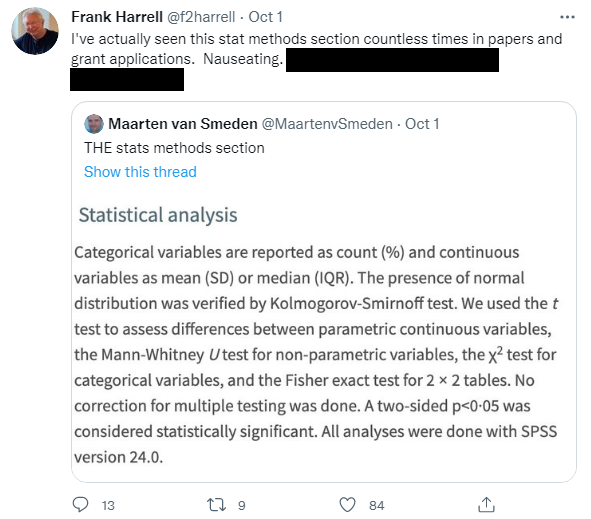 Frank Harrell @f2harrell · Oct 1
I've actually seen this stat methods section countless times in papers and
grant applications. Nauseating.
Maarten van Smeden @MaartenvSmeden · Oct 1
THE stats methods section
Show this thread
Statistical analysis
Categorical variables are reported as count (%) and continuous
variables as mean (SD) or median (IQR). The presence of normal
distribution was verified by Kolmogorov-Smirnoff test. We used the t
test to assess differences between parametric continuous variables,
the Mann-Whitney U test for non-parametric variables, the χ² test for
categorical variables, and the Fisher exact test for 2 × 2 tables. No
correction for multiple testing was done. A two-sided p<0·05 was
considered statistically significant. All analyses were done with SPSS
version 24.0.
13 9 84